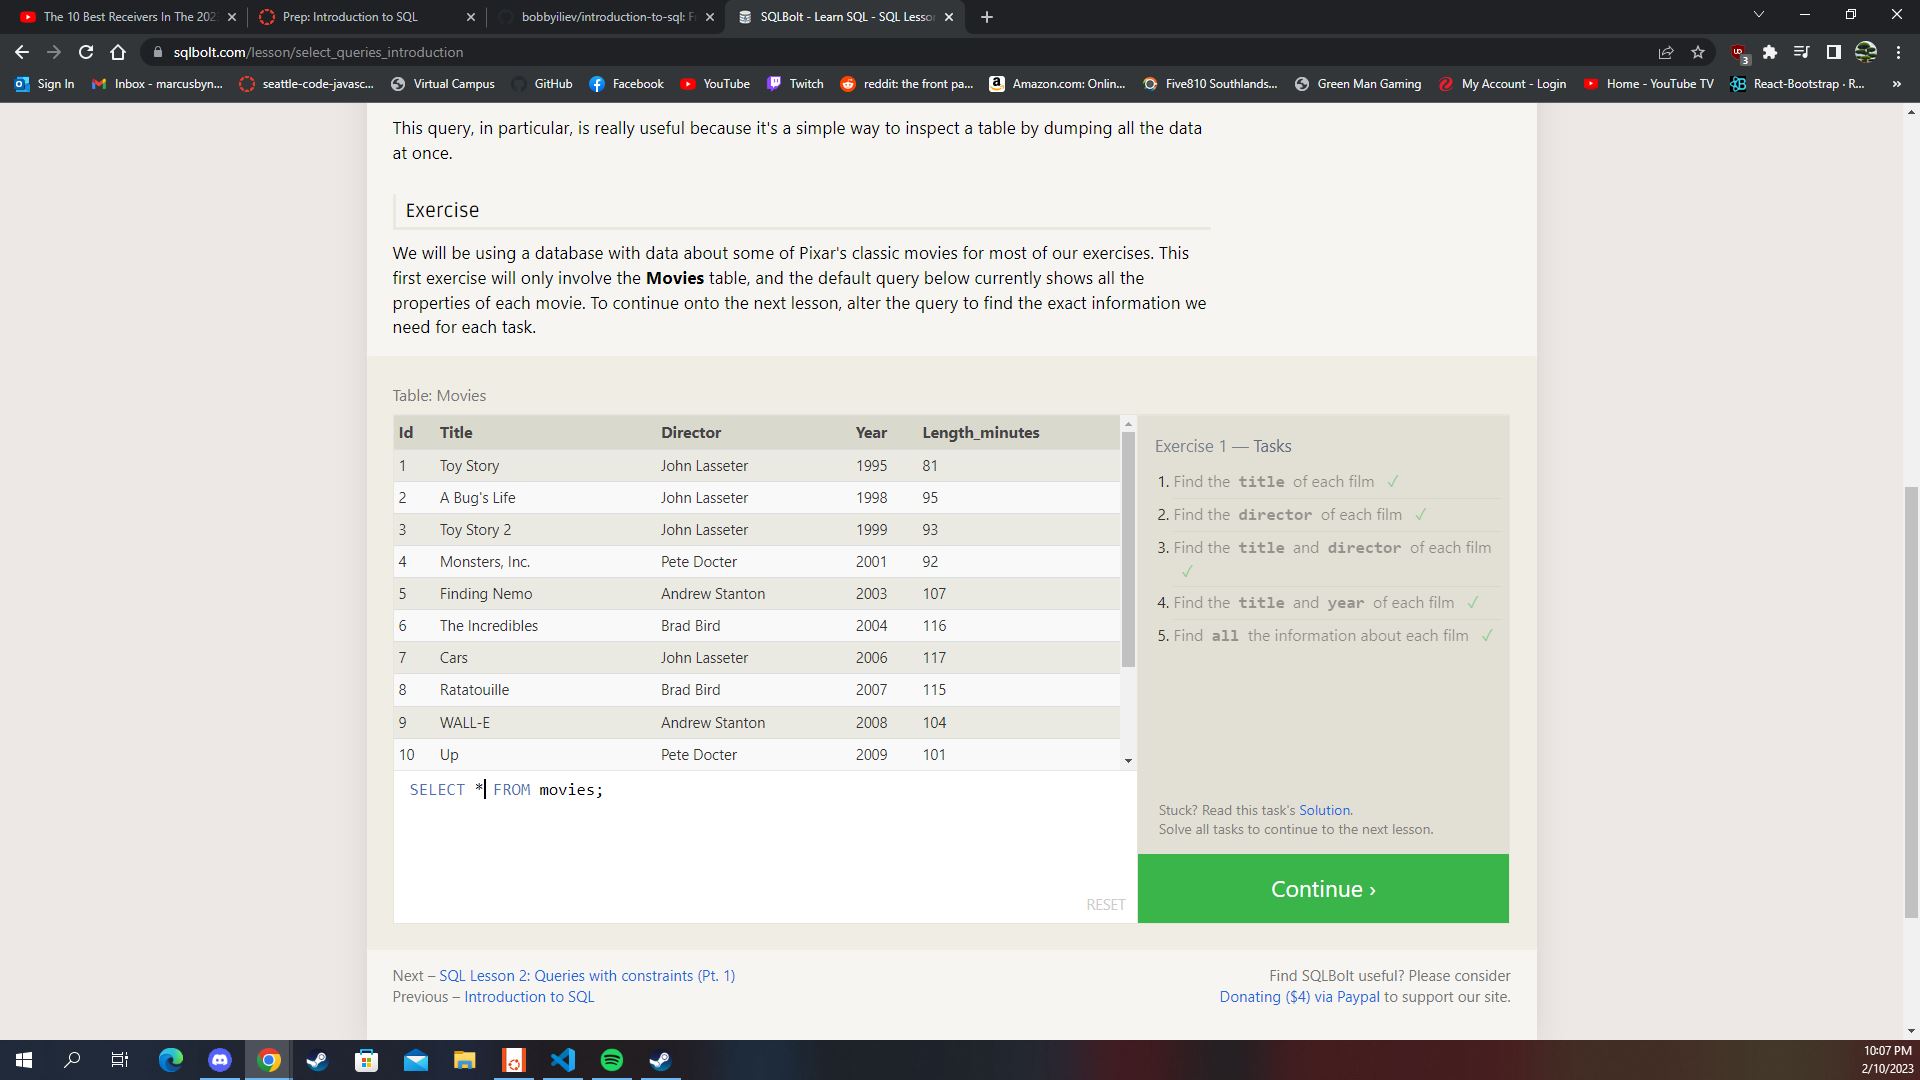 The 10 Best Receivers In The 202
Prep: Introduction to SQL
bobbyiliev/introduction-to-sql: F
SQLBolt - Learn SQL - SQL Lesso
sqlbolt.com/lesson/select_queries_introduction
3
Sign In
Inbox - marcusbyn...
seattle-code-javasc...
Virtual Campus
GitHub
Facebook
YouTube
Twitch
reddit: the front pa...
Amazon.com: Onlin...
Five810 Southlands...
Green Man Gaming
My Account - Login
Home - YouTube TV
React-Bootstrap · R...
This query, in particular, is really useful because it's a simple way to inspect a table by dumping all the data
at once.
Exercise
We will be using a database with data about some of Pixar's classic movies for most of our exercises. This
first exercise will only involve the Movies table, and the default query below currently shows all the
properties of each movie. To continue onto the next lesson, alter the query to find the exact information we
need for each task.
Table: Movies
Id Title Director Year Length_minutes
1 Toy Story John Lasseter 1995 81
2 A Bug's Life John Lasseter 1998 95
3 Toy Story 2 John Lasseter 1999 93
4 Monsters, Inc. Pete Docter 2001 92
5 Finding Nemo Andrew Stanton 2003 107
6 The Incredibles Brad Bird 2004 116
7 Cars John Lasseter 2006 117
8 Ratatouille Brad Bird 2007 115
9 WALL-E Andrew Stanton 2008 104
10 Up Pete Docter 2009 101
SELECT * FROM movies;
RESET
Exercise 1 — Tasks
1. Find the title of each film ✓
2. Find the director of each film ✓
3. Find the title and director of each film
✓
4. Find the title and year of each film ✓
5. Find all the information about each film ✓
Stuck? Read this task's Solution.
Solve all tasks to continue to the next lesson.
Continue ›
Next – SQL Lesson 2: Queries with constraints (Pt. 1)
Previous – Introduction to SQL
Find SQLBolt useful? Please consider
Donating ($4) via Paypal to support our site.
10:07 PM
2/10/2023